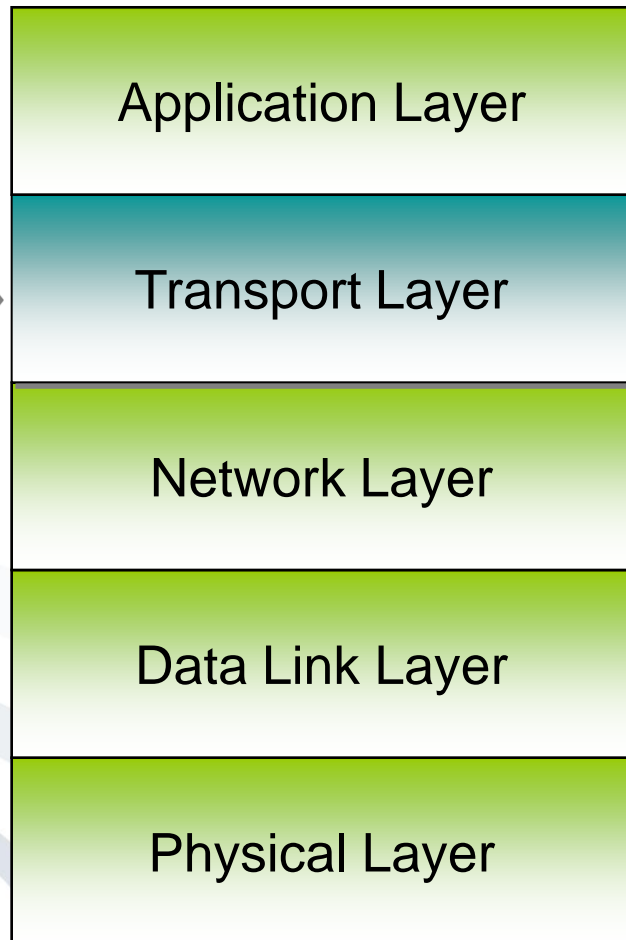 Application Layer
Transport Layer
Network Layer
Data Link Layer
Physical Layer